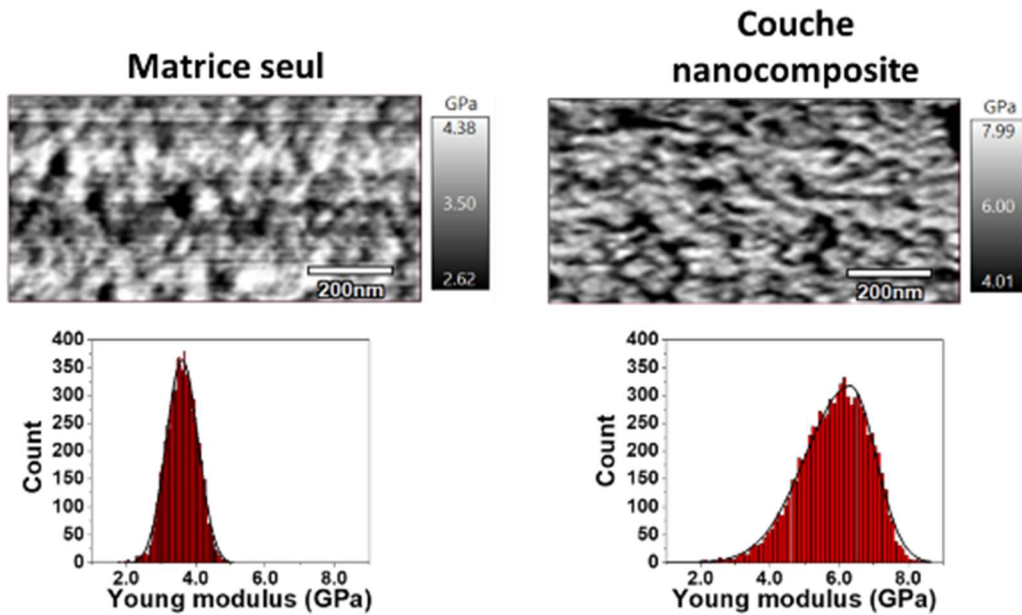 Matrice seul
GPa
4.38
3.50
2.62
200nm
400
350
300
250
200
150
100
50
0
Count
2.0 4.0 6.0 8.0
Young modulus (GPa)
Couche
nanocomposite
GPa
7.99
6.00
4.01
200nm
400
350
300
250
200
150
100
50
0
Count
2.0 4.0 6.0 8.0
Young modulus (GPa)